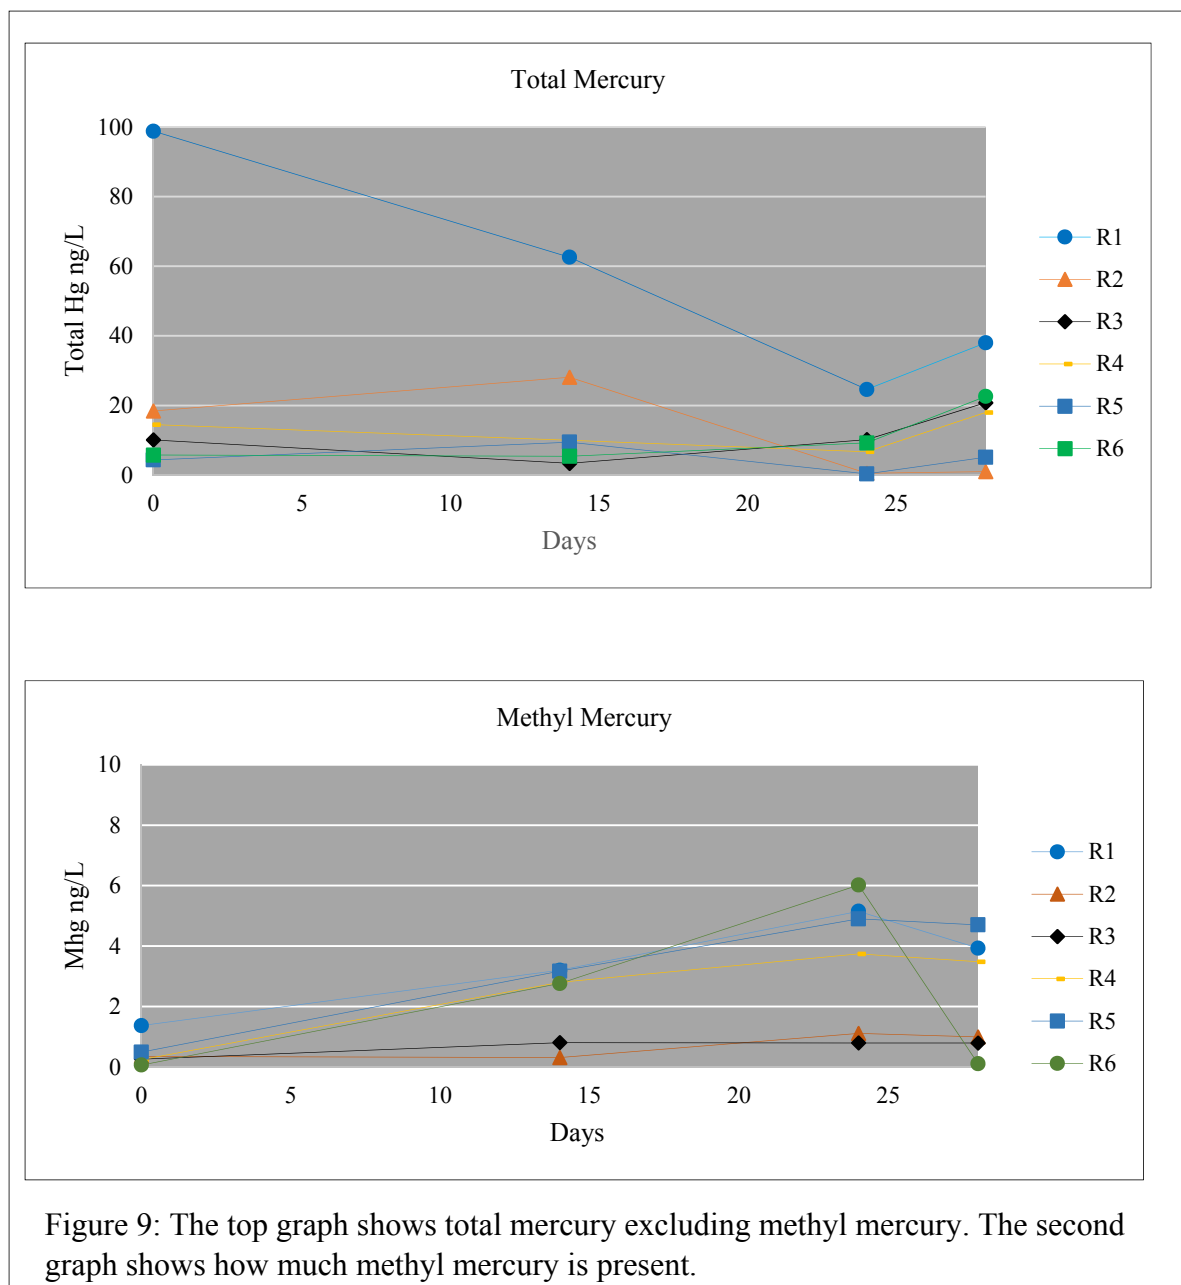 Total Mercury
100
80
60
40
20
0
Total Hg ng/L
0 5 10 15 20 25
Days
R1
R2
R3
R4
R5
R6
Methyl Mercury
10
8
6
4
2
0
Mhg ng/L
0 5 10 15 20 25
Days
R1
R2
R3
R4
R5
R6
Figure 9: The top graph shows total mercury excluding methyl mercury. The second
graph shows how much methyl mercury is present.